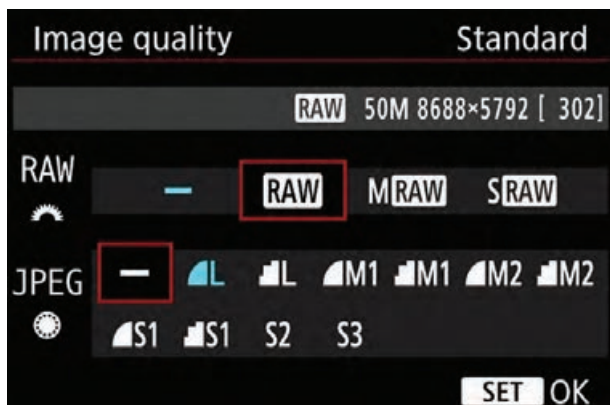 Image quality Standard
RAW 50M 8688×5792 [ 302]
RAW
RAW MRAW SRAW
JPEG
L L M1 M1 M2 M2
S1 S1 S2 S3
SET OK